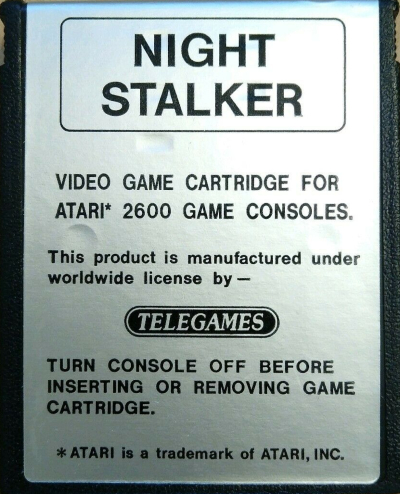 NIGHT
STALKER
VIDEO GAME CARTRIDGE FOR
ATARI* 2600 GAME CONSOLES.
This product is manufactured under
worldwide license by—
TELEGAMES
TURN CONSOLE OFF BEFORE
INSERTING OR REMOVING GAME
CARTRIDGE.
*ATARI is a trademark of ATARI, INC.